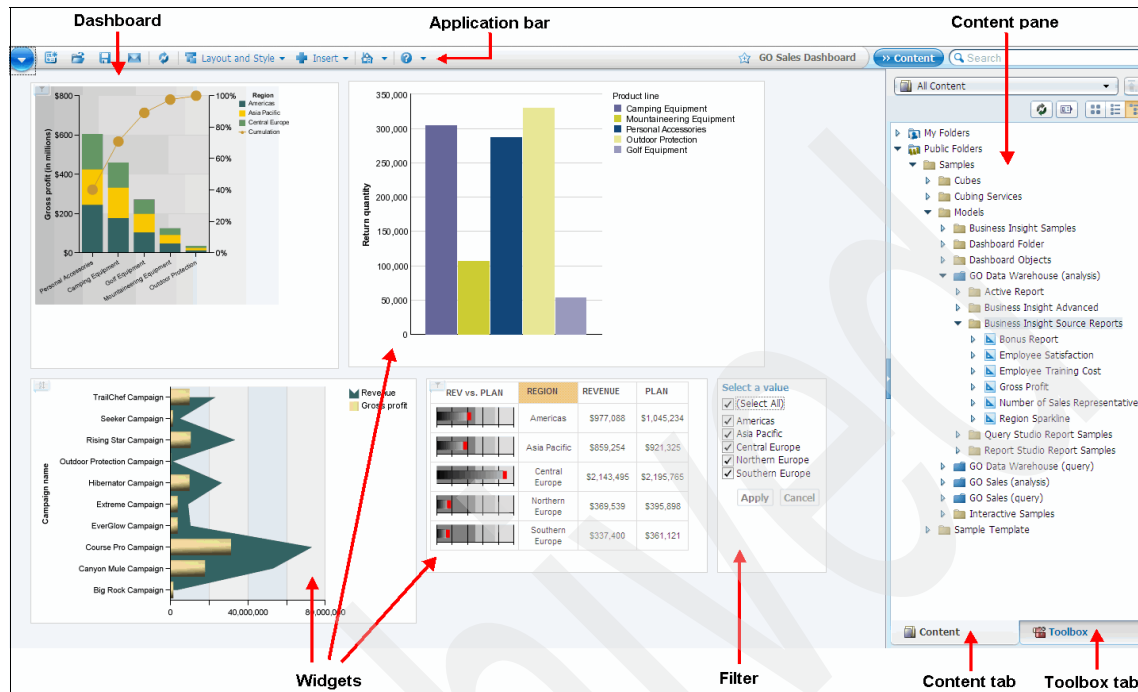 Dashboard
Application bar
Content pane
Layout and Style
Insert
GO Sales Dashboard
Content
Search
$800
$600
$400
$200
$0
Gross profit (in millions)
100%
80%
60%
40%
20%
0%
Region
Americas
Asia Pacific
Central Europe
Cumulation
Personal Accessories
Camping Equipment
Golf Equipment
Mountaineering Equipment
Outdoor Protection
350,000
300,000
250,000
200,000
150,000
100,000
50,000
0
Return quantity
Product line
Camping Equipment
Mountaineering Equipment
Personal Accessories
Outdoor Protection
Golf Equipment
All Content
My Folders
Public Folders
Samples
Cubes
Cubing Services
Models
Business Insight Samples
Dashboard Folder
Dashboard Objects
GO Data Warehouse (analysis)
Active Report
Business Insight Advanced
Business Insight Source Reports
Bonus Report
Employee Satisfaction
Employee Training Cost
Gross Profit
Number of Sales Representative
Region Sparkline
Query Studio Report Samples
Report Studio Report Samples
GO Data Warehouse (query)
GO Sales (analysis)
GO Sales (query)
Interactive Samples
Sample Template
Campaign name
TrailChef Campaign
Seeker Campaign
Rising Star Campaign
Outdoor Protection Campaign
Hibernator Campaign
Extreme Campaign
EverGlow Campaign
Course Pro Campaign
Canyon Mule Campaign
Big Rock Campaign
0
40,000,000
80,000,000
Revenue
Gross profit
REV vs. PLAN REGION REVENUE PLAN
Americas $977,088 $1,045,234
Asia Pacific $859,254 $921,325
Central Europe $2,143,495 $2,195,765
Northern Europe $369,539 $395,898
Southern Europe $337,400 $361,121
Select a value
(Select All)
Americas
Asia Pacific
Central Europe
Northern Europe
Southern Europe
Apply Cancel
Content
Toolbox
Widgets
Filter
Content tab
Toolbox tab